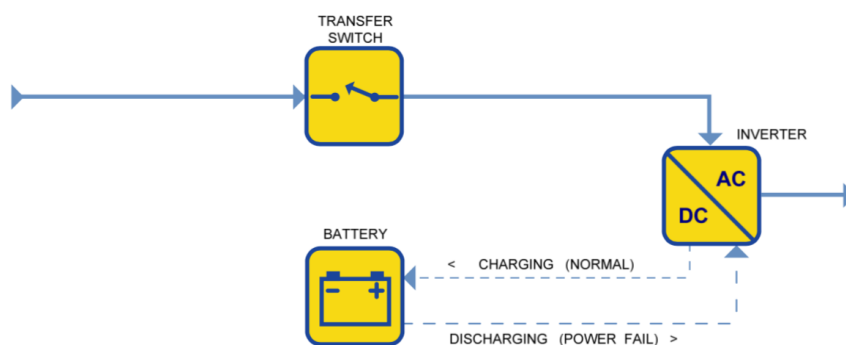 TRANSFER
SWITCH
INVERTER
AC
DC
BATTERY
- +
< CHARGING (NORMAL)
DISCHARGING (POWER FAIL) >